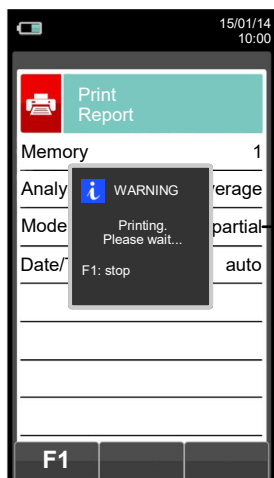 15/01/14
10:00
Print
Report
Memory 1
Analy erage
Mode partial
Date/ auto
i WARNING
Printing.
Please wait...
F1: stop
F1